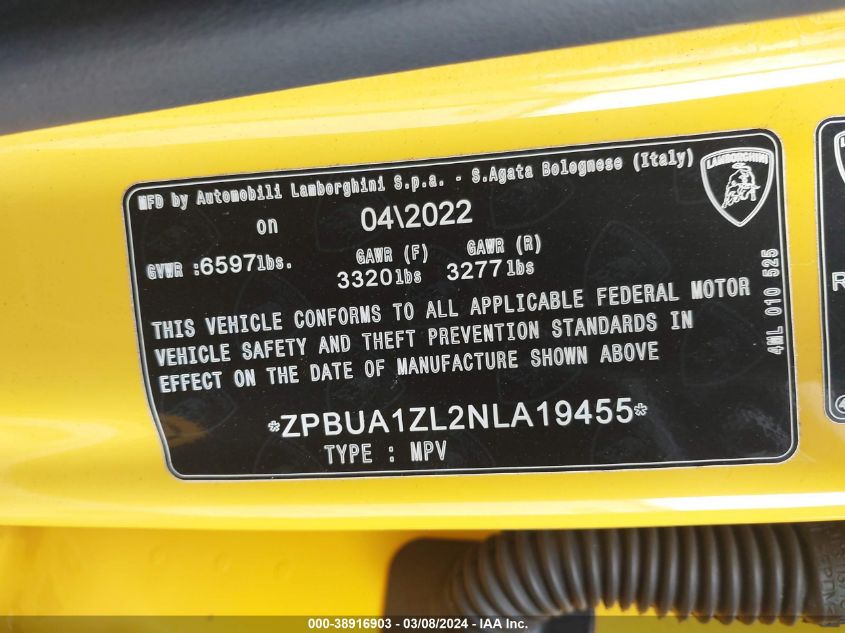 MFD by Automobili Lamborghini S.p.a. - S.Agata Bolognese (Italy)
LAMBORGHINI
on 04\2022
GAWR (F) GAWR (R)
GVWR :6597lbs. 3320lbs 3277lbs
THIS VEHICLE CONFORMS TO ALL APPLICABLE FEDERAL MOTOR
VEHICLE SAFETY AND THEFT PREVENTION STANDARDS IN
EFFECT ON THE DATE OF MANUFACTURE SHOWN ABOVE
*ZPBUA1ZL2NLA19455*
TYPE : MPV
4ML 010 525
R
000-38916903 - 03/08/2024 - IAA Inc.